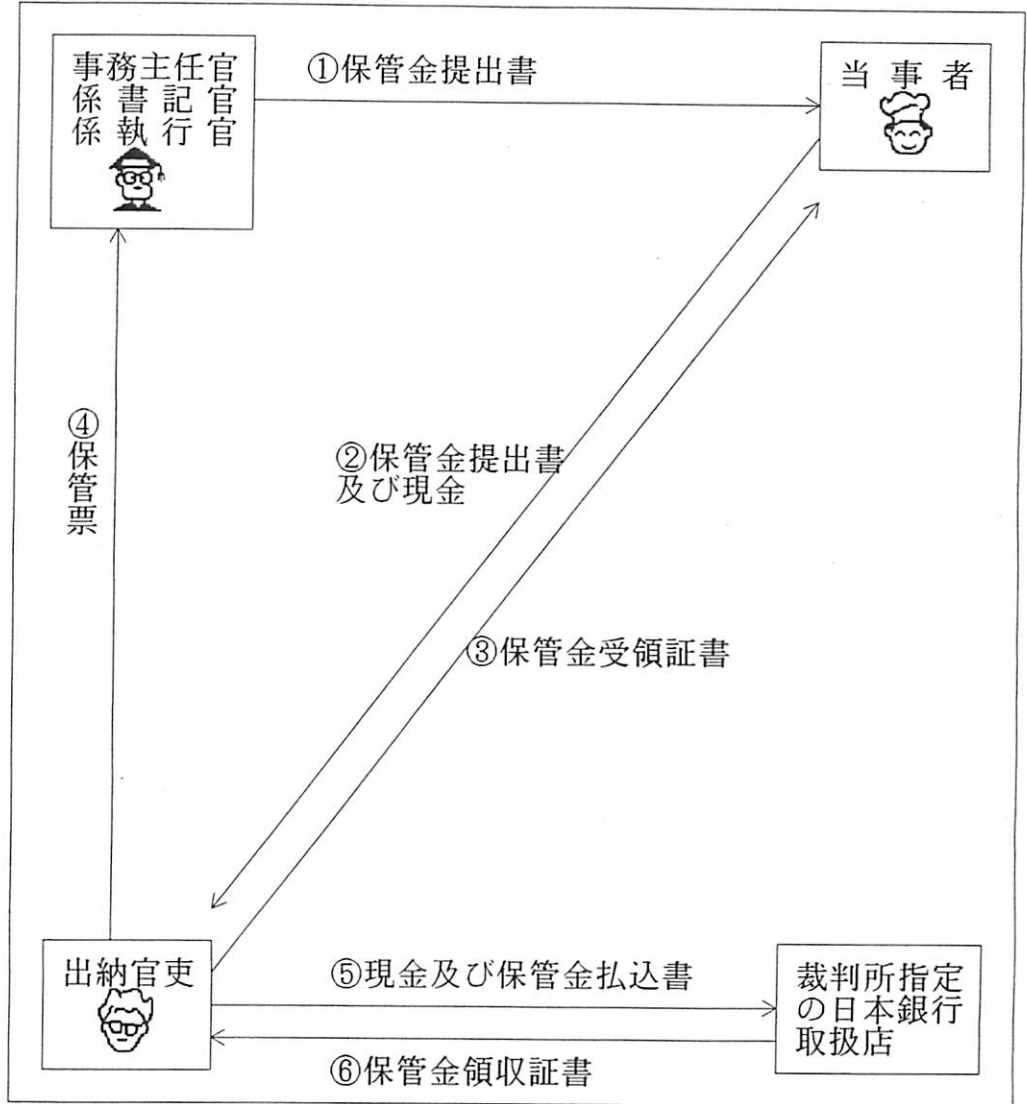 事務主任官
係書記官
係執行官
①保管金提出書
当事者
④保管票
②保管金提出書
及び現金
③保管金受領証書
出納官吏
⑤現金及び保管金払込書
⑥保管金領収証書
裁判所指定
の日本銀行
取扱店